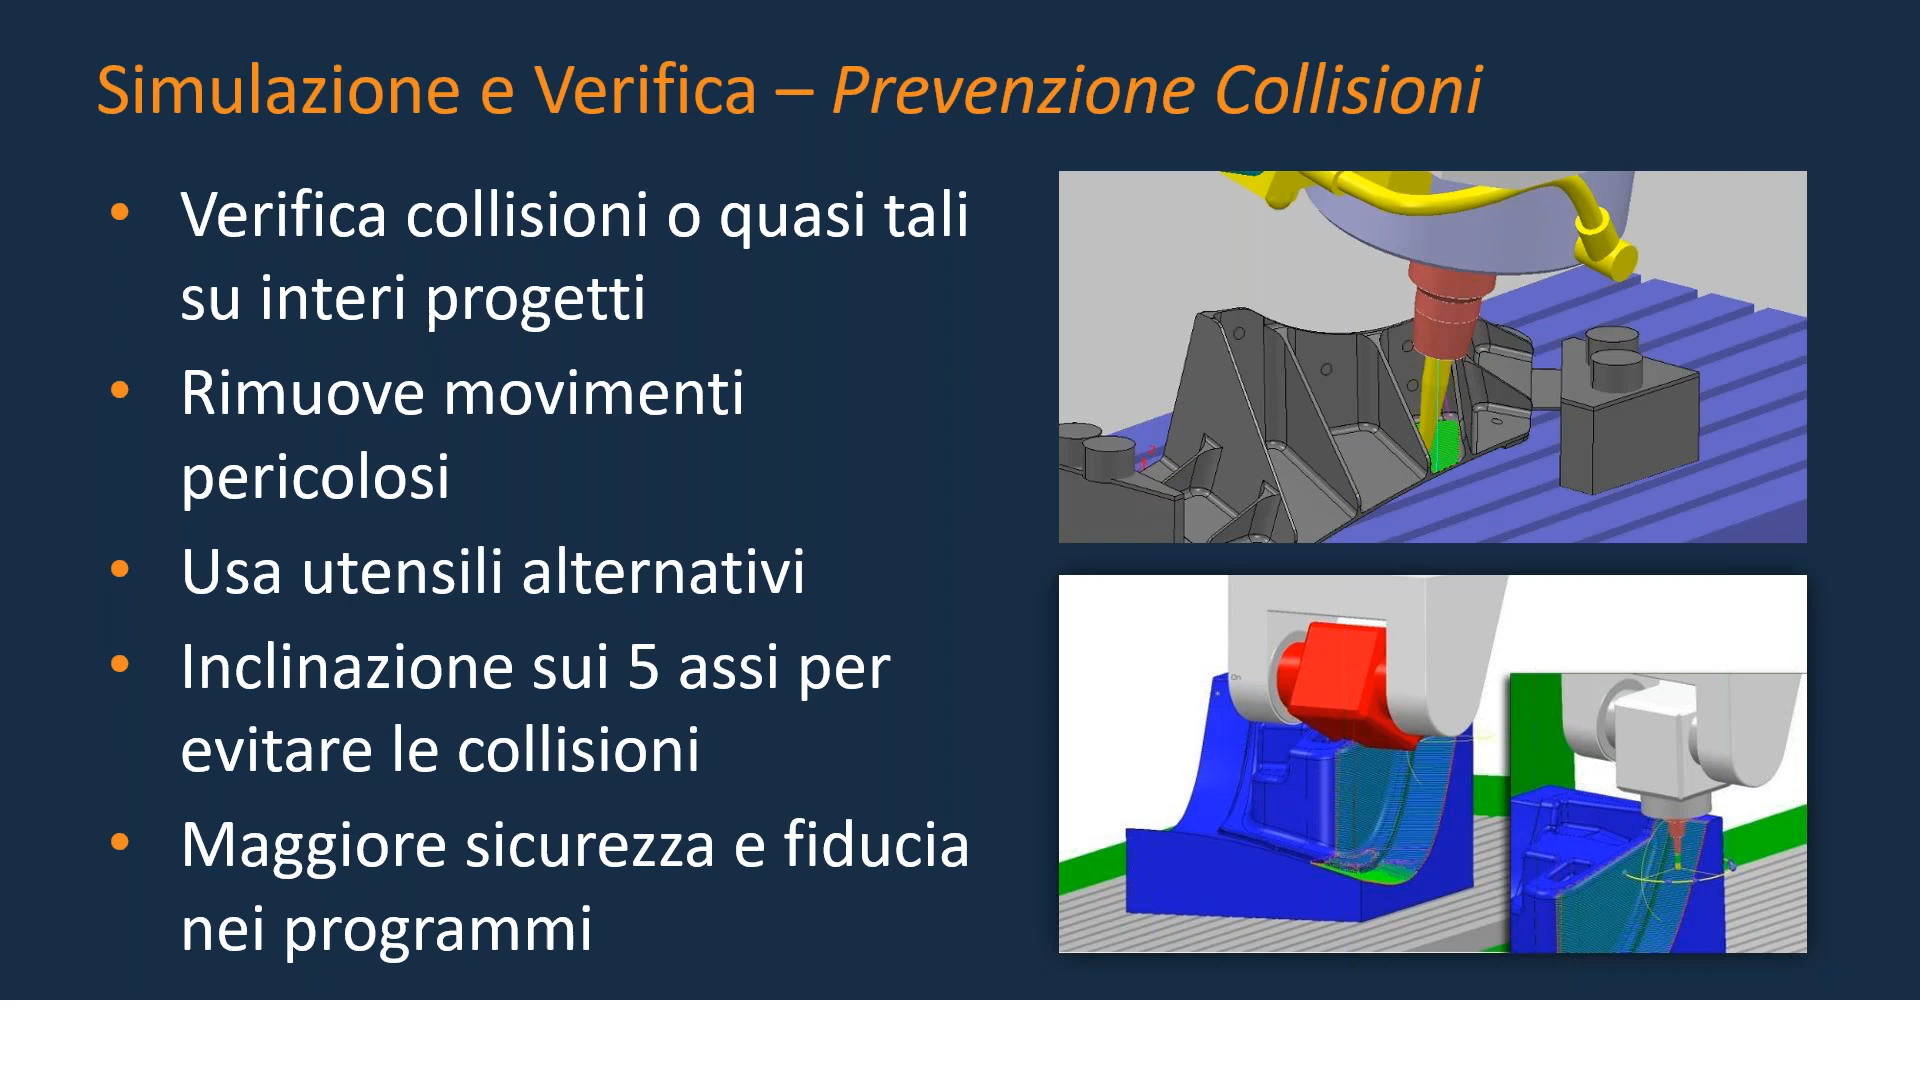 Simulazione e Verifica – Prevenzione Collisioni
• Verifica collisioni o quasi tali
su interi progetti
• Rimuove movimenti
pericolosi
• Usa utensili alternativi
• Inclinazione sui 5 assi per
evitare le collisioni
• Maggiore sicurezza e fiducia
nei programmi